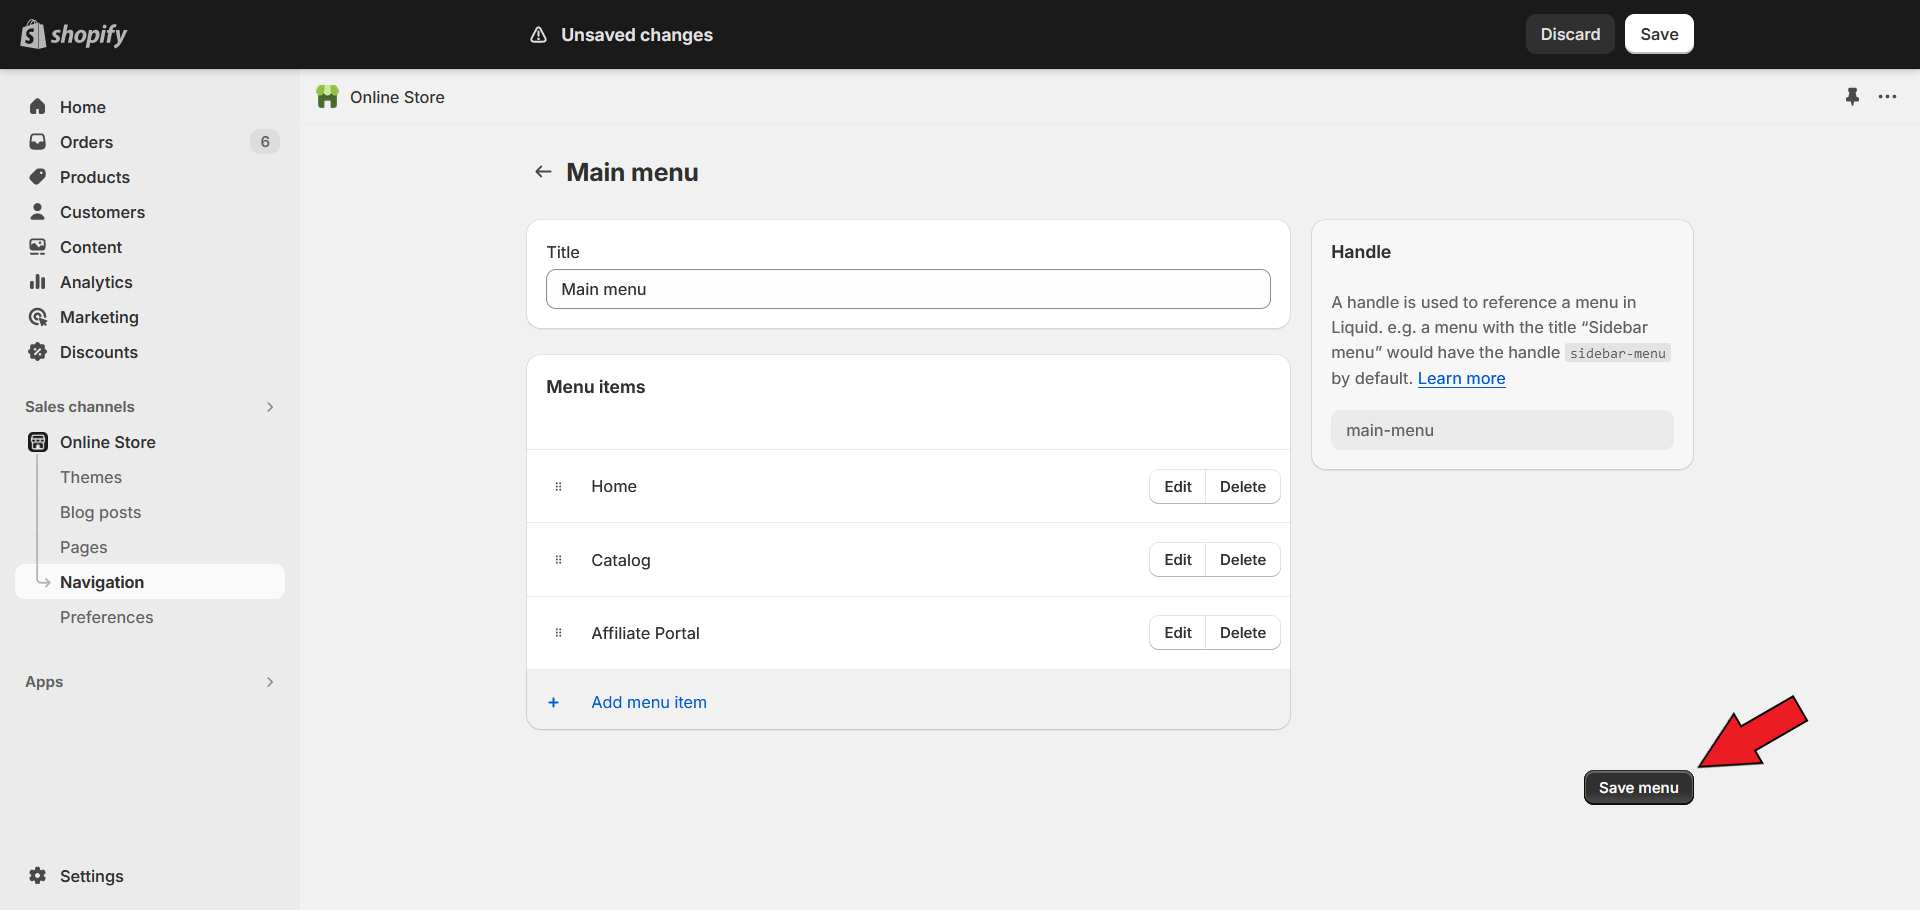 shopify
Unsaved changes
Discard
Save
Home
Orders
6
Products
Customers
Content
Analytics
Marketing
Discounts
Sales channels
Online Store
Themes
Blog posts
Pages
Navigation
Preferences
Apps
Settings
Online Store
Main menu
Title
Main menu
Menu items
Home
Edit
Delete
Catalog
Edit
Delete
Affiliate Portal
Edit
Delete
+ Add menu item
Handle
A handle is used to reference a menu in
Liquid. e.g. a menu with the title “Sidebar
menu” would have the handle sidebar-menu
by default. Learn more
main-menu
Save menu